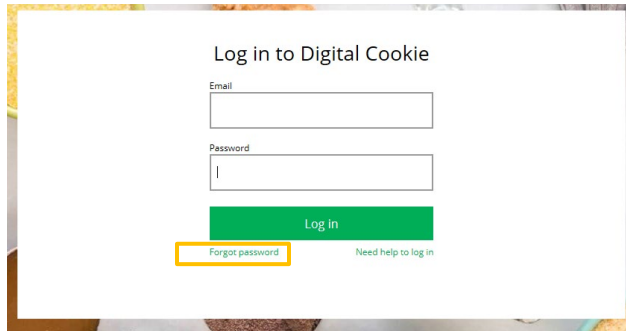 Log in to Digital Cookie
Email
Password
Log in
Forgot password Need help to log in